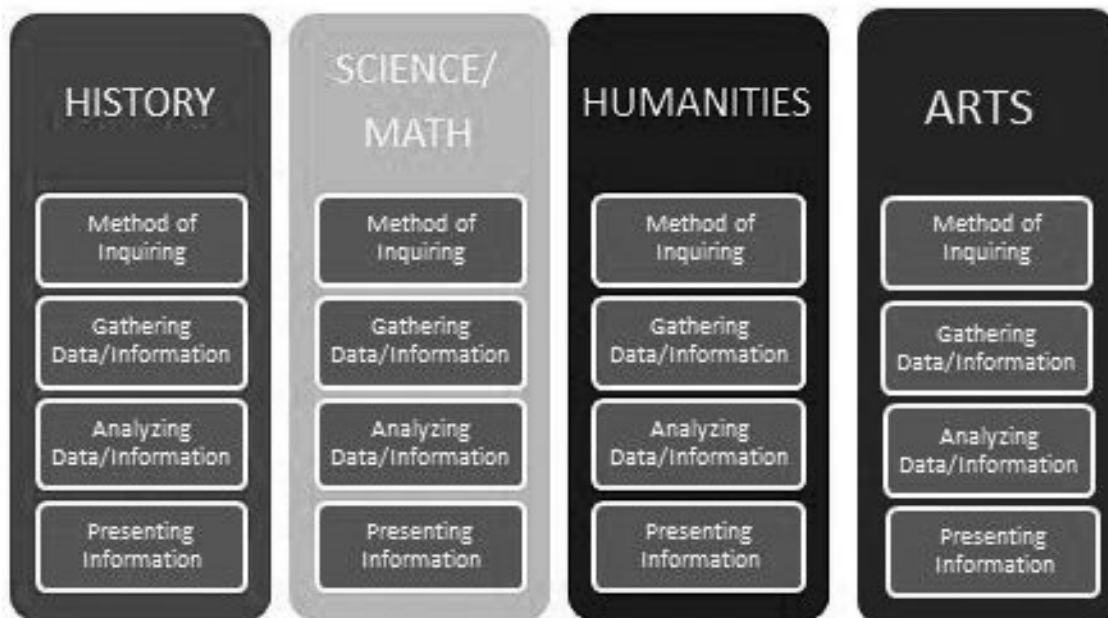 HISTORY
Method of
Inquiring
Gathering
Data/Information
Analyzing
Data/Information
Presenting
Information
SCIENCE/
MATH
Method of
Inquiring
Gathering
Data/Information
Analyzing
Data/Information
Presenting
Information
HUMANITIES
Method of
Inquiring
Gathering
Data/Information
Analyzing
Data/Information
Presenting
Information
ARTS
Method of
Inquiring
Gathering
Data/Information
Analyzing
Data/Information
Presenting
Information